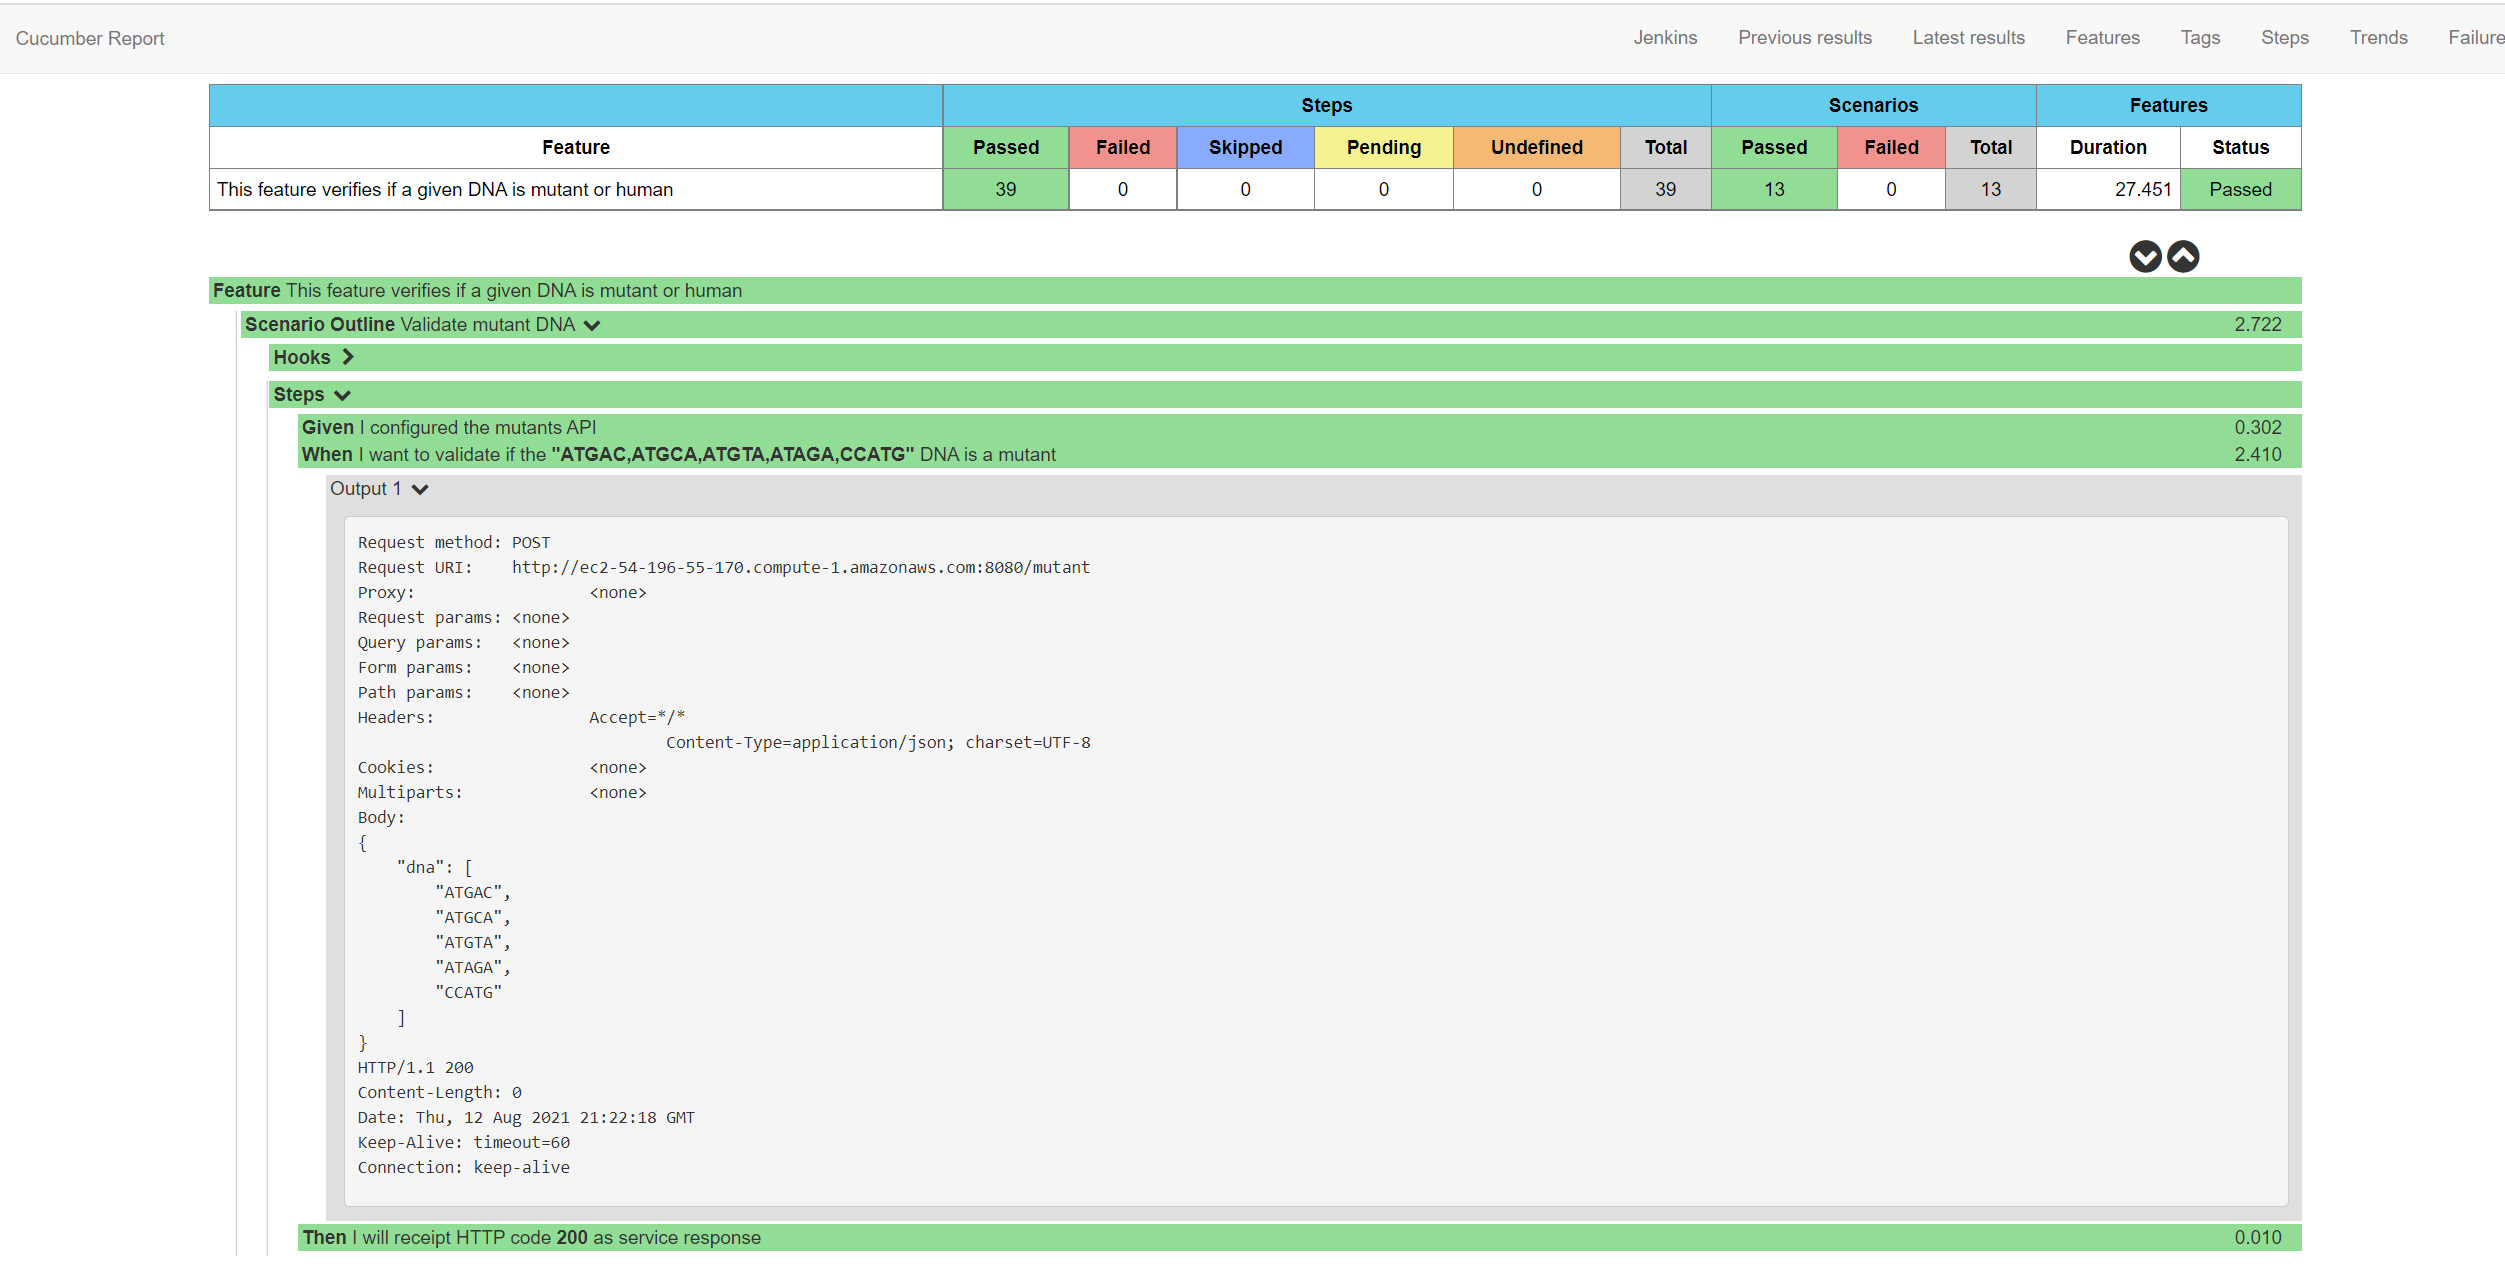 Cucumber Report Jenkins Previous results Latest results Features Tags Steps Trends Failure
Steps Scenarios Features
Feature Passed Failed Skipped Pending Undefined Total Passed Failed Total Duration Status
This feature verifies if a given DNA is mutant or human 39 0 0 0 0 39 13 0 13 27.451 Passed
Feature This feature verifies if a given DNA is mutant or human
Scenario Outline Validate mutant DNA 2.722
Hooks
Steps
Given I configured the mutants API 0.302
When I want to validate if the "ATGAC,ATGCA,ATGTA,ATAGA,CCATG" DNA is a mutant 2.410
Output 1
Request method: POST
Request URI: http://ec2-54-196-55-170.compute-1.amazonaws.com:8080/mutant
Proxy: <none>
Request params: <none>
Query params: <none>
Form params: <none>
Path params: <none>
Headers: Accept=*/*
Content-Type=application/json; charset=UTF-8
Cookies: <none>
Multiparts: <none>
Body:
{
"dna": [
"ATGAC",
"ATGCA",
"ATGTA",
"ATAGA",
"CCATG"
]
}
HTTP/1.1 200
Content-Length: 0
Date: Thu, 12 Aug 2021 21:22:18 GMT
Keep-Alive: timeout=60
Connection: keep-alive
Then I will receipt HTTP code 200 as service response 0.010